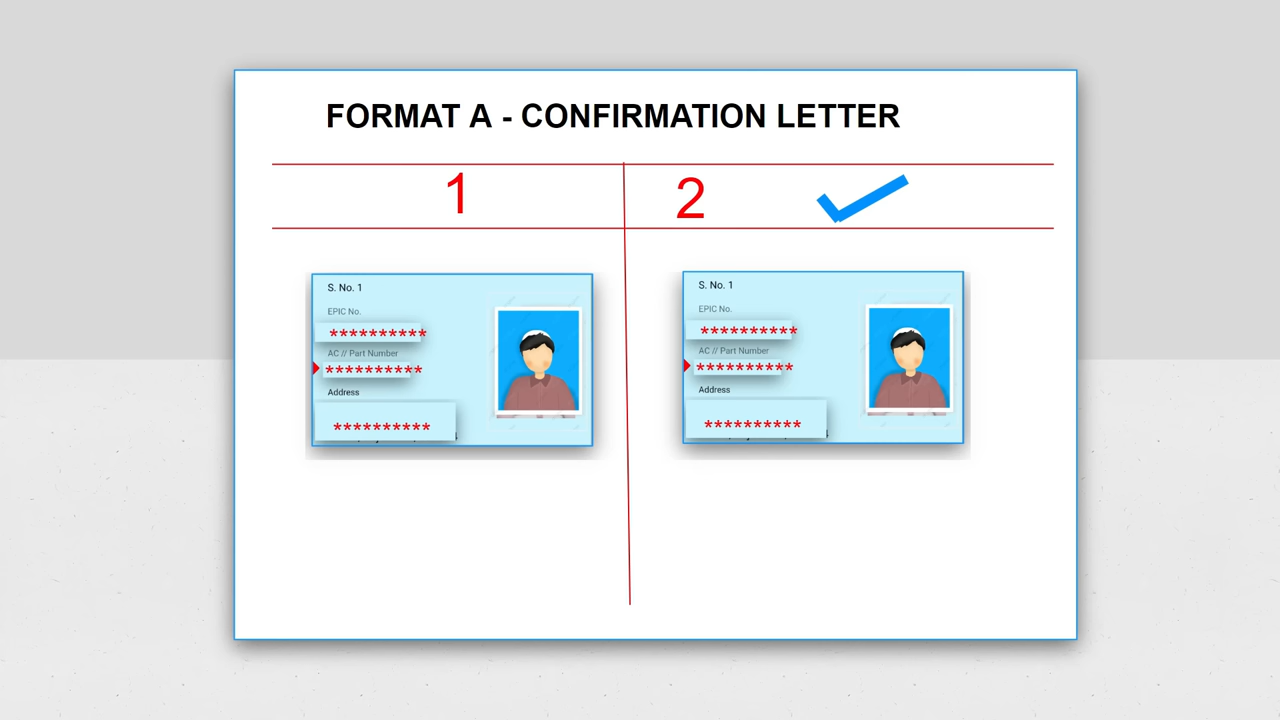 FORMAT A - CONFIRMATION LETTER
1
2
S. No. 1
EPIC No.
**********
AC // Part Number
**********
Address
**********
S. No. 1
EPIC No.
**********
AC // Part Number
**********
Address
**********